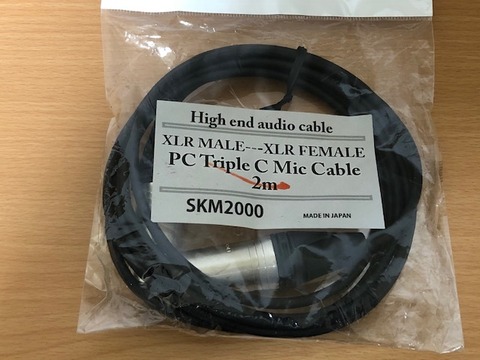 High end audio cable
XLR MALE---XLR FEMALE
PC Triple C Mic Cable
2m
SKM2000
MADE IN JAPAN